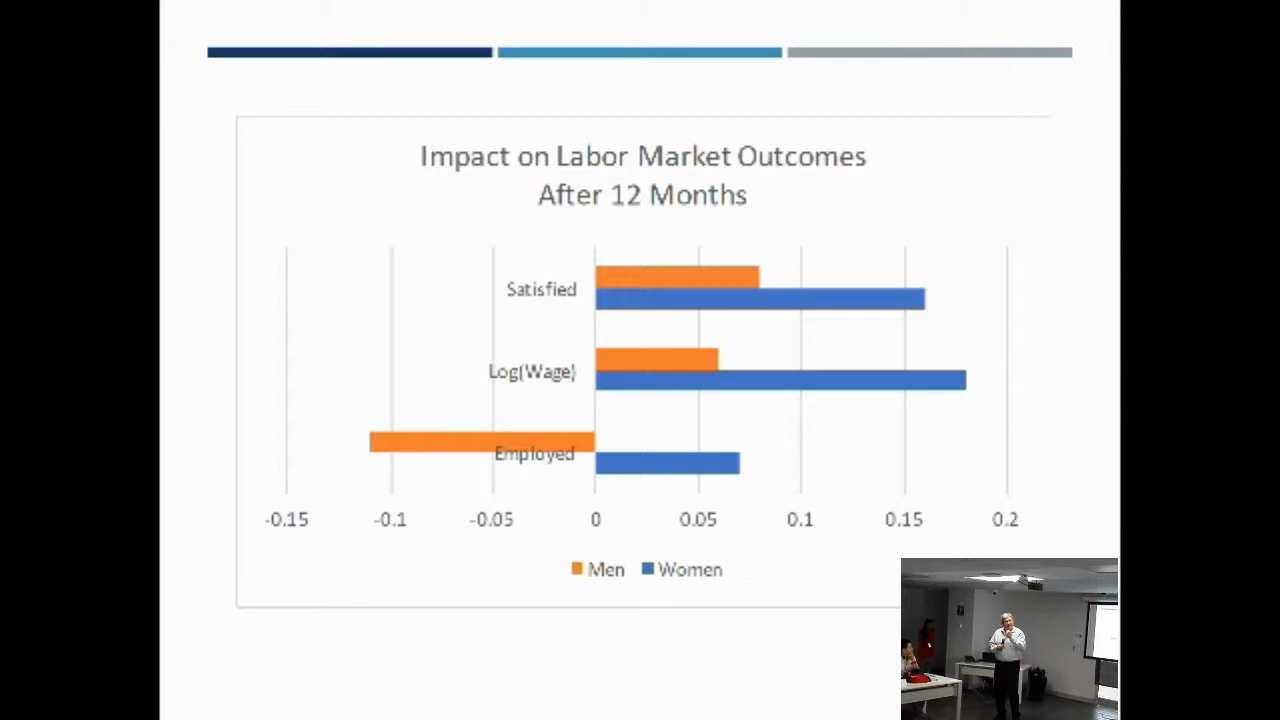 Impact on Labor Market Outcomes
After 12 Months
Satisfied
Log(Wage)
Employed
-0.15 -0.1 -0.05 0 0.05 0.1 0.15 0.2
Men Women